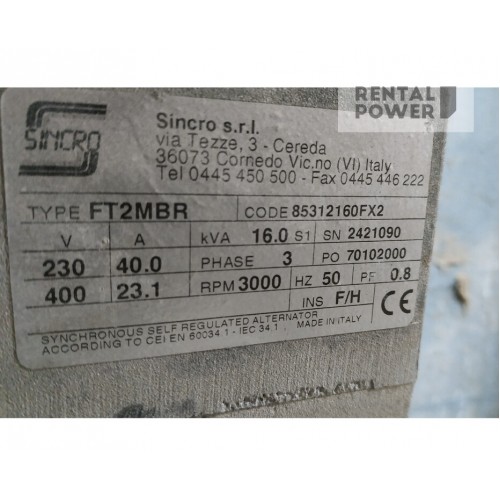 RENTAL
POWER
SINCRO
Sincro s.r.l.
via Tezze, 3 - Cereda
36073 Cornedo Vic.no (VI) Italy
Tel 0445 450 500 - Fax 0445 446 222
TYPE FT2MBR CODE 85312160FX2
V A kVA 16.0 S1 SN 2421090
230 40.0 PHASE 3 PO 70102000
400 23.1 RPM 3000 HZ 50 PF 0.8
INS F/H CE
SYNCHRONOUS SELF REGULATED ALTERNATOR
ACCORDING TO CEI EN 60034.1 - IEC 34.1 MADE IN ITALY